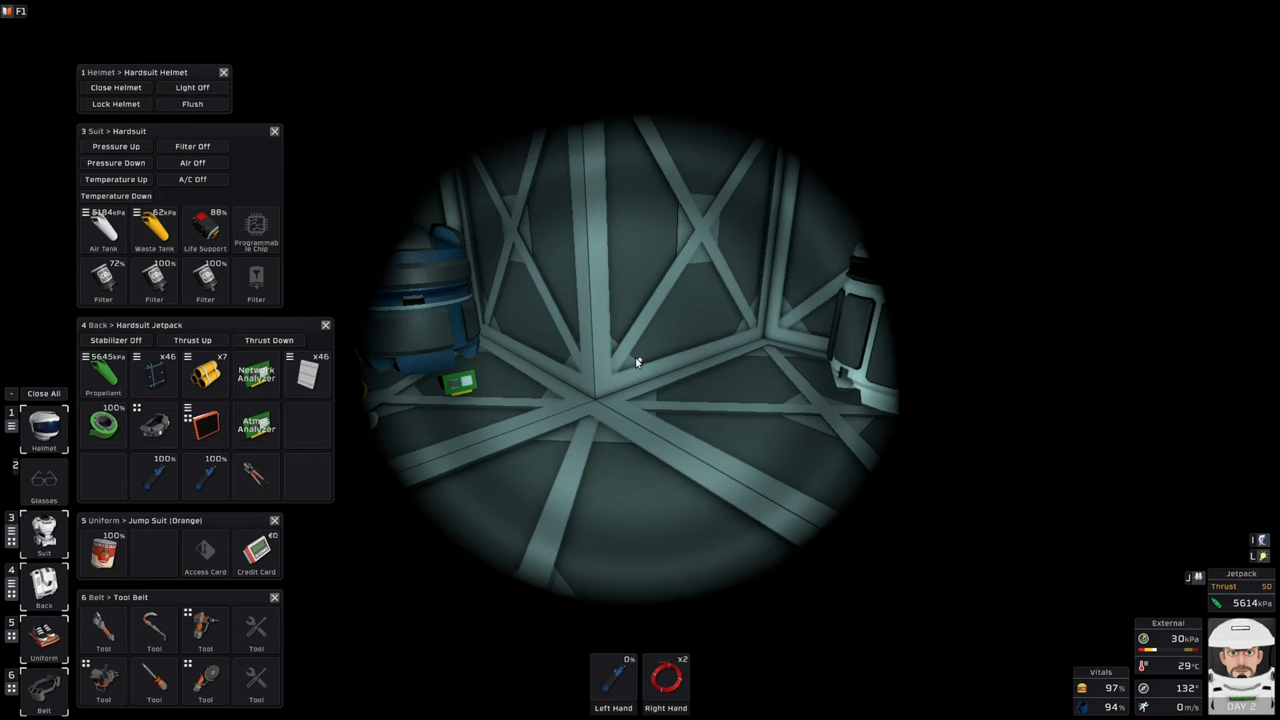 F1
1 Helmet > Hardsuit Helmet
Close Helmet Light Off
Lock Helmet Flush
3 Suit > Hardsuit
Pressure Up Filter Off
Pressure Down Air Off
Temperature Up A/C Off
Temperature Down
5184kPa 62kPa 88%
Air Tank Waste Tank Life Support Programmab
le Chip
72% 100% 100%
Filter Filter Filter Filter
4 Back > Hardsuit Jetpack
Stabilizer Off Thrust Up Thrust Down
5645kPa x46 x7 Network
Analyzer x46
Propellant
100% Atmos
Analyzer
100% 100%
5 Uniform > Jump Suit (Orange)
100% €0
Access Card Credit Card
6 Belt > Tool Belt
Tool Tool Tool Tool
Tool Tool Tool Tool
- Close All
1 Helmet
2 Glasses
3 Suit
4 Back
5 Uniform
6 Belt
0% x2
Left Hand Right Hand
I
L
J
Jetpack
Thrust 50
5614kPa
External
30kPa
29°C
132°
0m/s
Vitals
97%
94%
DAY 2